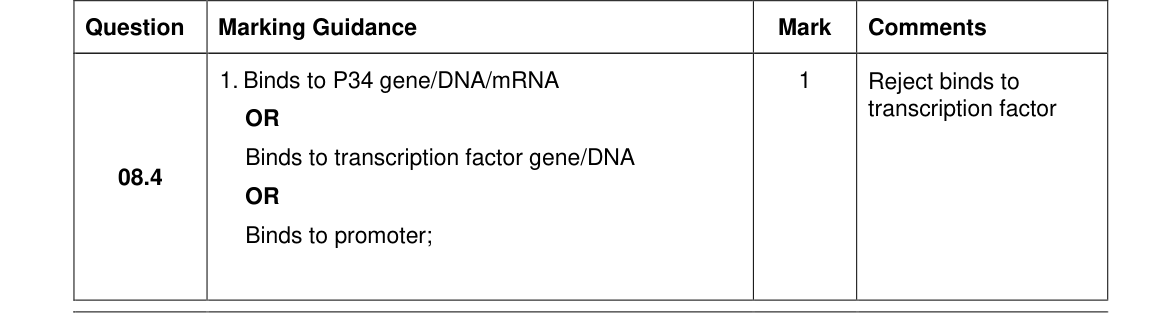 Question Marking Guidance Mark Comments
08.4
1. Binds to P34 gene/DNA/mRNA
OR
Binds to transcription factor gene/DNA
OR
Binds to promoter;
1
Reject binds to
transcription factor